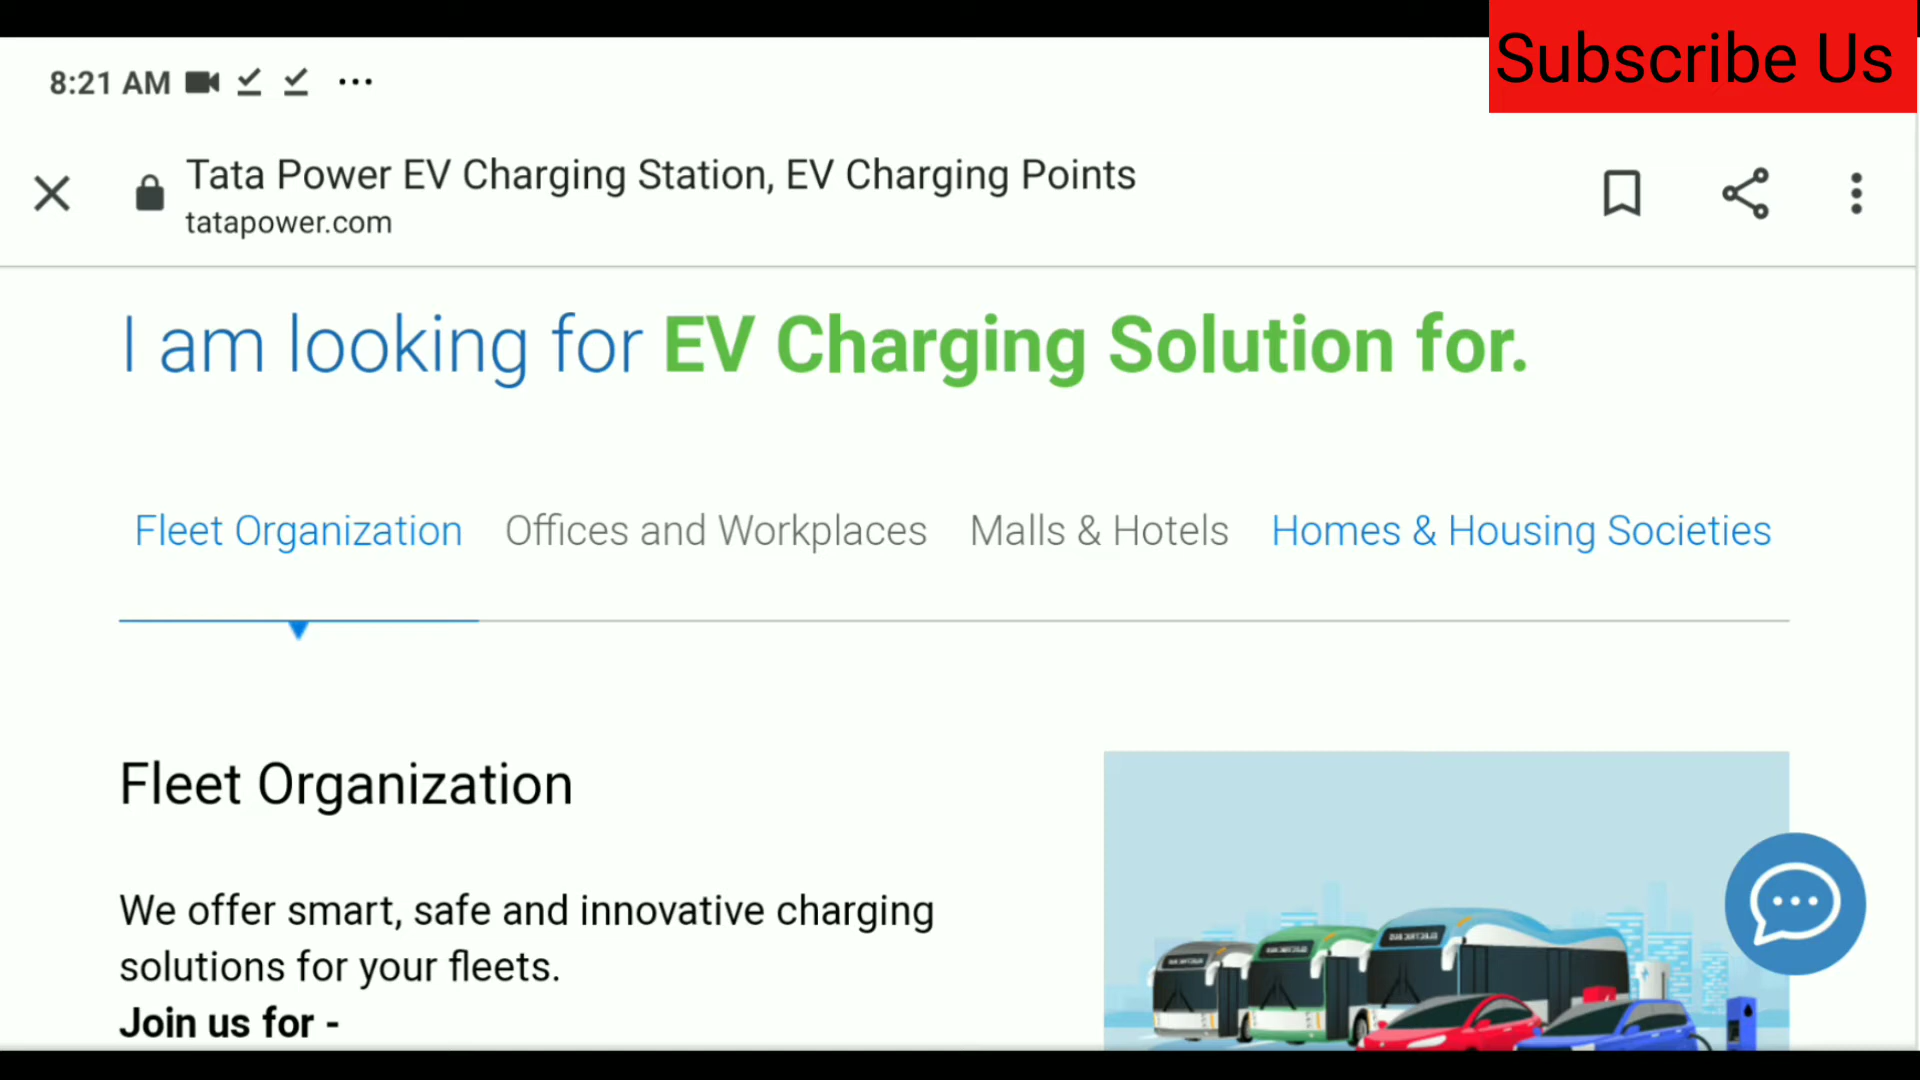 Subscribe Us
8:21 AM
Tata Power EV Charging Station, EV Charging Points
tatapower.com
I am looking for EV Charging Solution for.
Fleet Organization Offices and Workplaces Malls & Hotels Homes & Housing Societies
Fleet Organization
We offer smart, safe and innovative charging
solutions for your fleets.
Join us for -